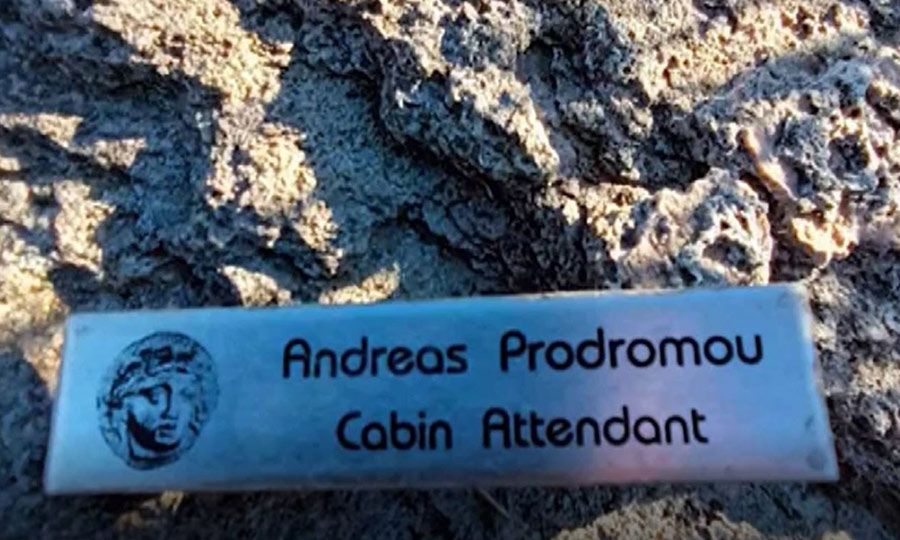 Andreas Prodromou
Cabin Attendant